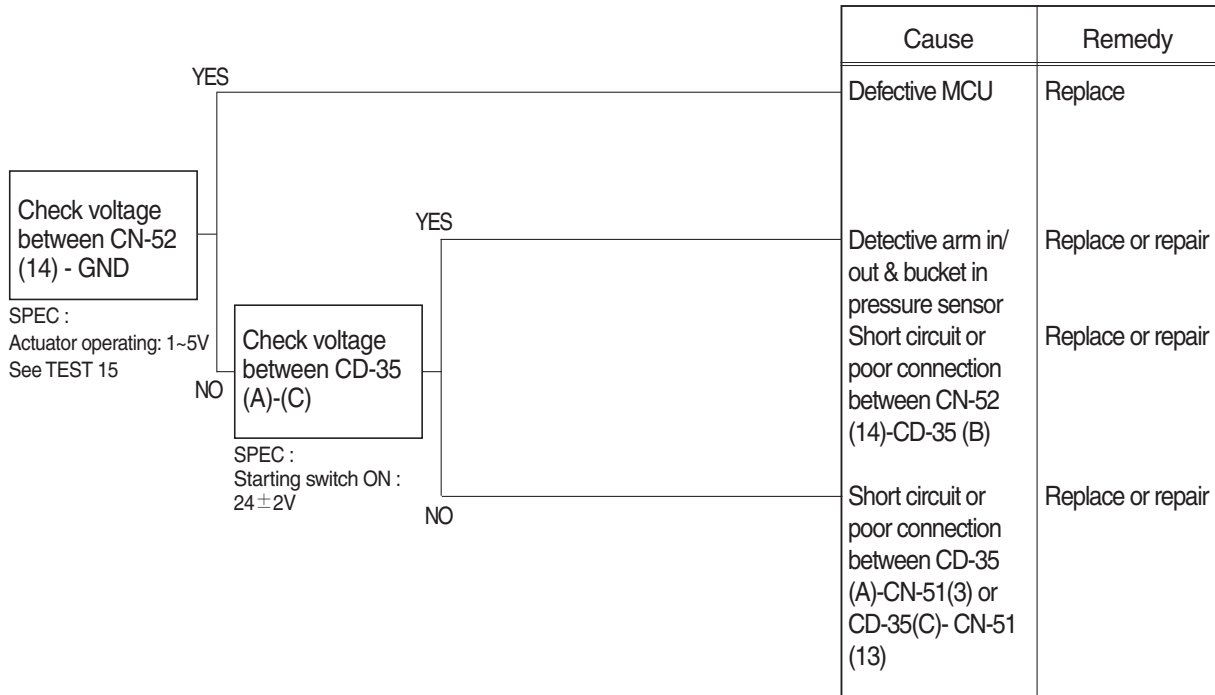 Cause
Remedy
YES
Defective MCU
Replace
Check voltage
between CN-52
(14) - GND
SPEC :
Actuator operating: 1~5V
See TEST 15
YES
Detective arm in/
out & bucket in
pressure sensor
Replace or repair
NO
Check voltage
between CD-35
(A)-(C)
SPEC :
Starting switch ON :
24±2V
Short circuit or
poor connection
between CN-52
(14)-CD-35 (B)
Replace or repair
NO
Short circuit or
poor connection
between CD-35
(A)-CN-51(3) or
CD-35(C)- CN-51
(13)
Replace or repair